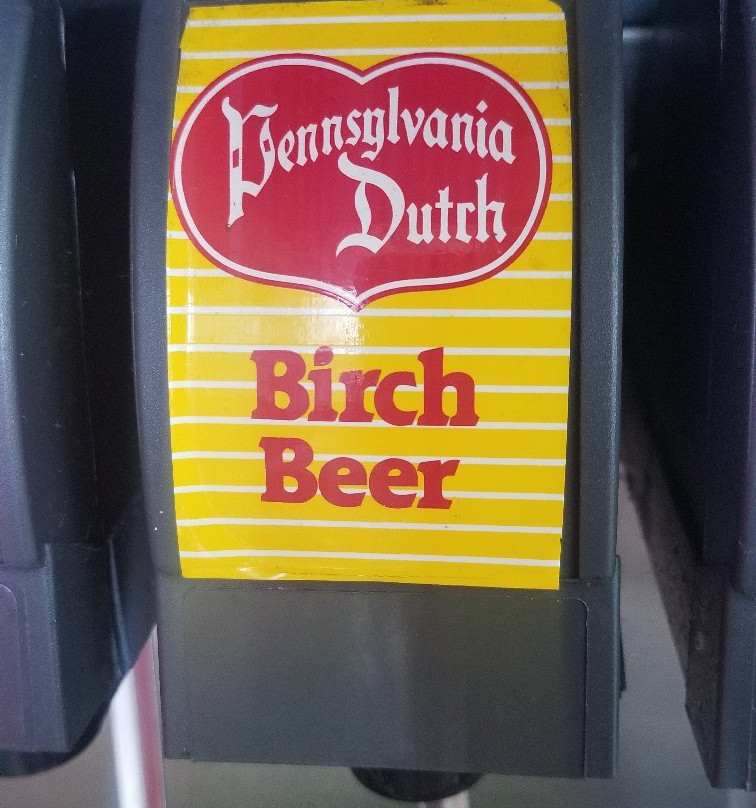 Pennsylvania
Dutch
Birch
Beer